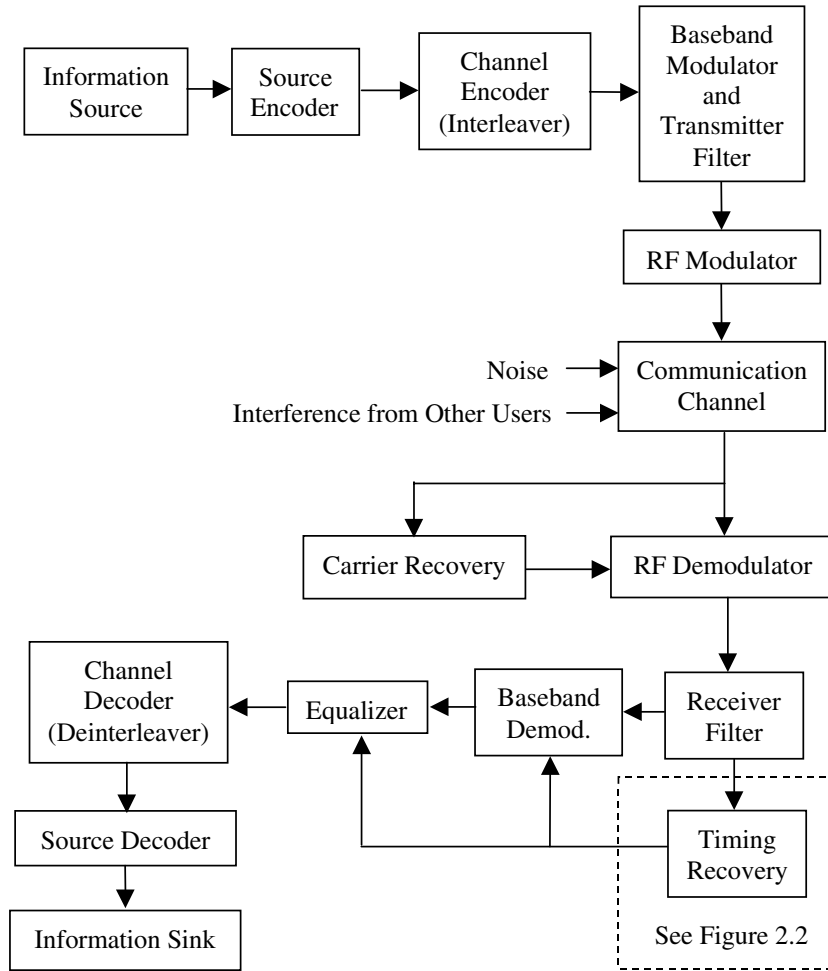 Information
Source
Source
Encoder
Channel
Encoder
(Interleaver)
Baseband
Modulator
and
Transmitter
Filter
RF Modulator
Noise
Interference from Other Users
Communication
Channel
Carrier Recovery
RF Demodulator
Channel
Decoder
(Deinterleaver)
Equalizer
Baseband
Demod.
Receiver
Filter
Source Decoder
Timing
Recovery
Information Sink
See Figure 2.2